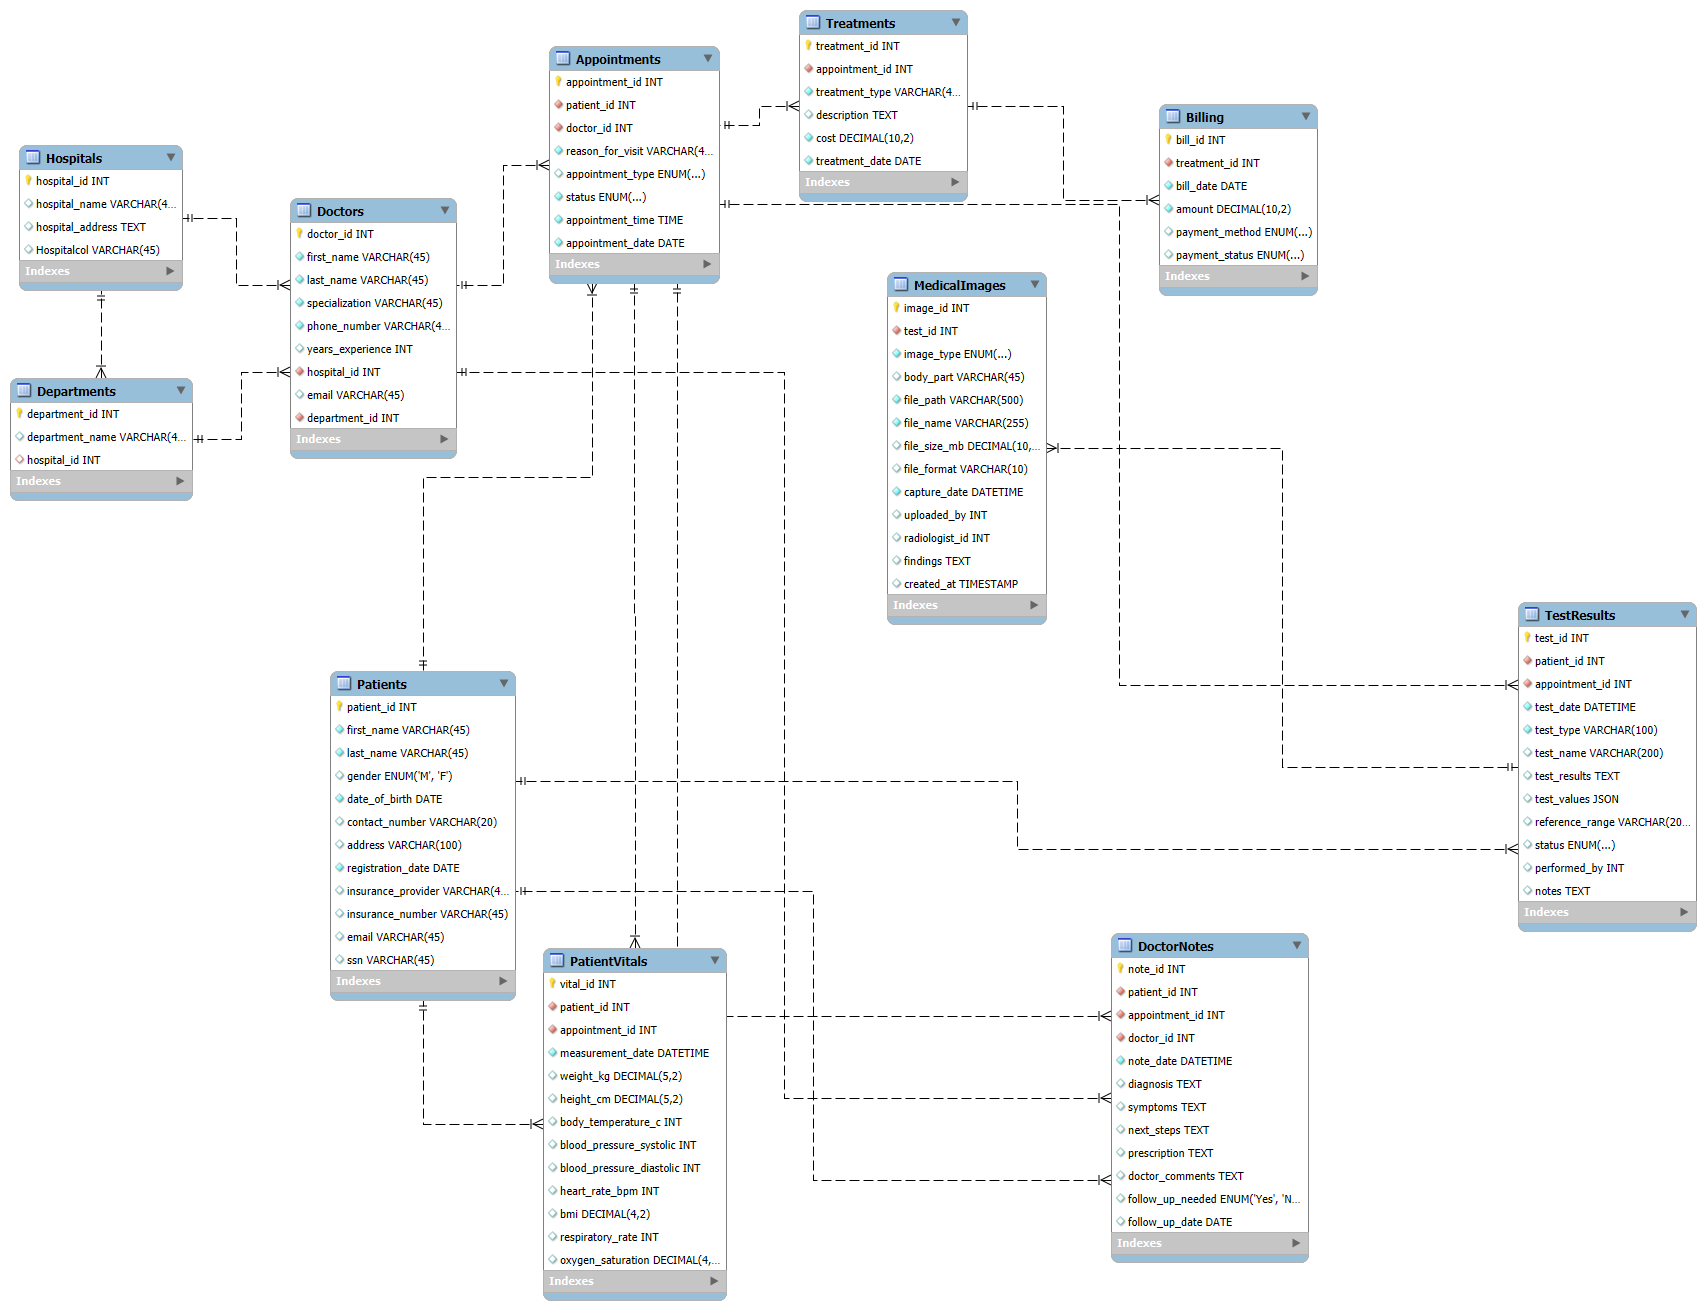 Treatments
treatment_id INT
appointment_id INT
treatment_type VARCHAR(4...
description TEXT
cost DECIMAL(10,2)
treatment_date DATE
Indexes
Appointments
appointment_id INT
patient_id INT
doctor_id INT
reason_for_visit VARCHAR(4...
appointment_type ENUM(...)
status ENUM(...)
appointment_time TIME
appointment_date DATE
Indexes
Billing
bill_id INT
treatment_id INT
bill_date DATE
amount DECIMAL(10,2)
payment_method ENUM(...)
payment_status ENUM(...)
Indexes
Hospitals
hospital_id INT
hospital_name VARCHAR(4...
hospital_address TEXT
Hospitalcol VARCHAR(45)
Indexes
Doctors
doctor_id INT
first_name VARCHAR(45)
last_name VARCHAR(45)
specialization VARCHAR(45)
phone_number VARCHAR(4...
years_experience INT
hospital_id INT
email VARCHAR(45)
department_id INT
Indexes
MedicalImages
image_id INT
test_id INT
image_type ENUM(...)
body_part VARCHAR(45)
file_path VARCHAR(500)
file_name VARCHAR(255)
file_size_mb DECIMAL(10,...
file_format VARCHAR(10)
capture_date DATETIME
uploaded_by INT
radiologist_id INT
findings TEXT
created_at TIMESTAMP
Indexes
Departments
department_id INT
department_name VARCHAR(4...
hospital_id INT
Indexes
TestResults
test_id INT
patient_id INT
appointment_id INT
test_date DATETIME
test_type VARCHAR(100)
test_name VARCHAR(200)
test_results TEXT
test_values JSON
reference_range VARCHAR(20...
status ENUM(...)
performed_by INT
notes TEXT
Indexes
Patients
patient_id INT
first_name VARCHAR(45)
last_name VARCHAR(45)
gender ENUM('M', 'F')
date_of_birth DATE
contact_number VARCHAR(20)
address VARCHAR(100)
registration_date DATE
insurance_provider VARCHAR(4...
insurance_number VARCHAR(45)
email VARCHAR(45)
ssn VARCHAR(45)
Indexes
PatientVitals
vital_id INT
patient_id INT
appointment_id INT
measurement_date DATETIME
weight_kg DECIMAL(5,2)
height_cm DECIMAL(5,2)
body_temperature_c INT
blood_pressure_systolic INT
blood_pressure_diastolic INT
heart_rate_bpm INT
bmi DECIMAL(4,2)
respiratory_rate INT
oxygen_saturation DECIMAL(4,...
Indexes
DoctorNotes
note_id INT
patient_id INT
appointment_id INT
doctor_id INT
note_date DATETIME
diagnosis TEXT
symptoms TEXT
next_steps TEXT
prescription TEXT
doctor_comments TEXT
follow_up_needed ENUM('Yes', 'N...
follow_up_date DATE
Indexes